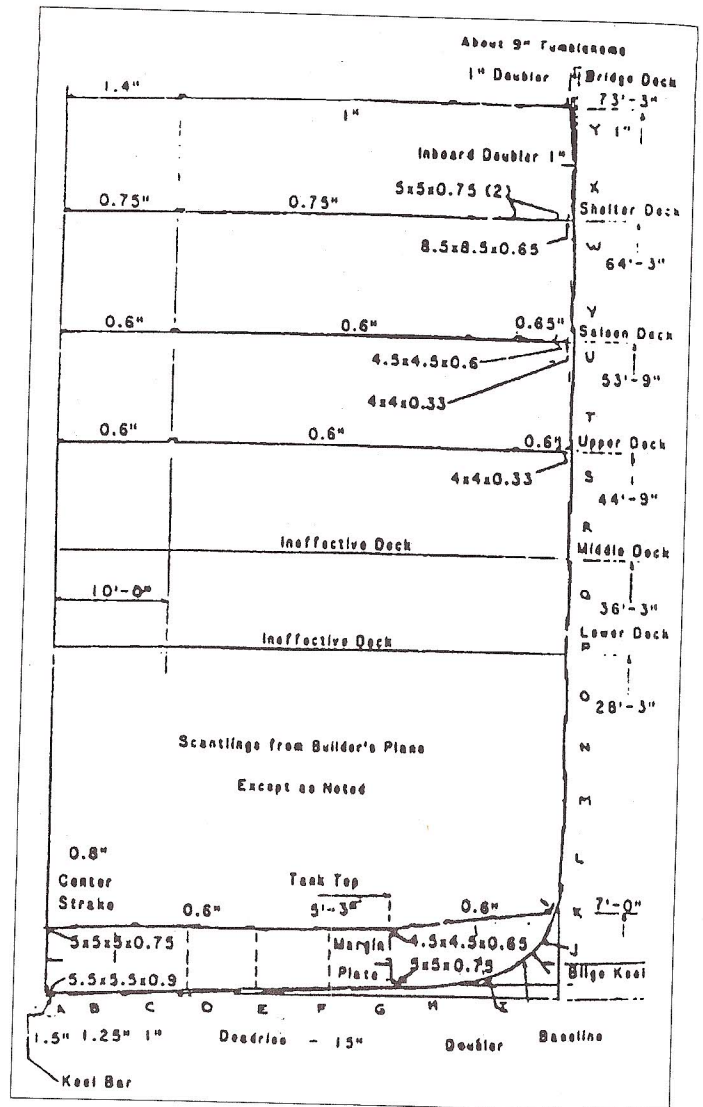 About 9" Tumblehome
1" Doubler
Bridge Deck
1.4"
1"
73'-3"
Y 1"
Inboard Doubler 1"
X
5x5x0.75 (2)
0.75"
0.75"
Shelter Deck
8.5x8.5x0.65
W
64'-3"
Y
0.6"
0.6"
0.65"
Saloon Deck
4.5x4.5x0.6
U
53'-9"
4x4x0.33
T
0.6"
0.6"
0.6"
Upper Deck
4x4x0.33
S
44'-9"
R
Ineffective Deck
Middle Deck
10'-0"
Q
36'-3"
Ineffective Deck
Lower Deck
P
O
28'-3"
Scantlings from Builder's Plans
N
Except as Noted
M
L
0.8"
Center
Strake
Tank Top
0.6"
5'-3"
0.6"
K
7'-0"
5x5x5x0.75
Margin
4.5x4.5x0.65
J
Plate
5x5x0.75
Bilge Keel
5.5x5.5x0.9
A B C D E F G H I
1.5" 1.25" 1"
Deadrise - 15"
Doubler
Baseline
Keel Bar